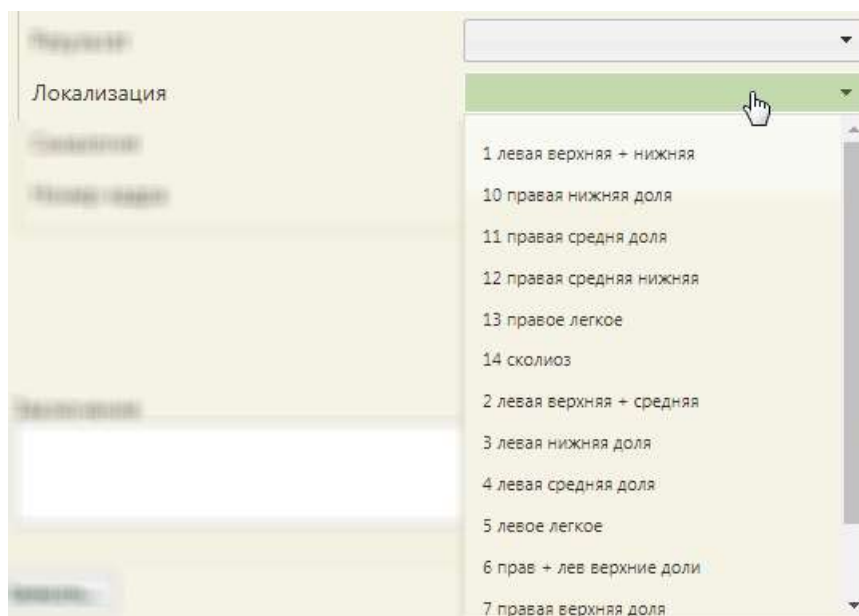 Локализация
1 левая верхняя + нижняя
10 правая нижняя доля
11 правая средня доля
12 правая средняя нижняя
13 правое легкое
14 сколиоз
2 левая верхняя + средняя
3 левая нижняя доля
4 левая средняя доля
5 левое легкое
6 прав + лев верхние доли
7 правая верхняя доля